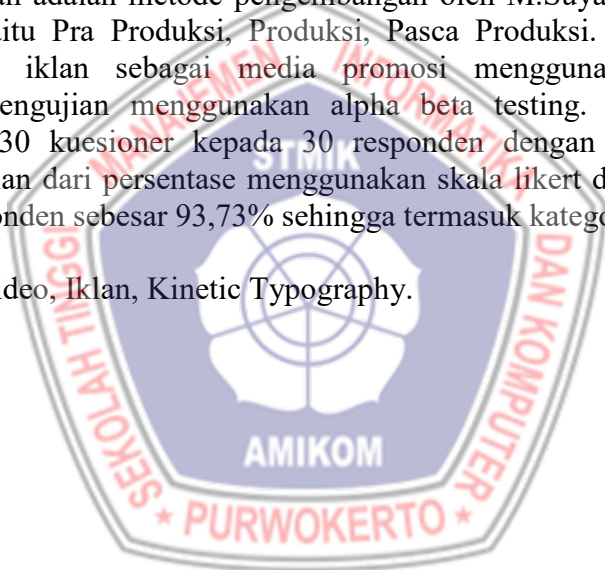 an adalah metode pengembangan oleh M.Suya
itu Pra Produksi, Produksi, Pasca Produksi.
iklan sebagai media promosi mengguna
engujian menggunakan alpha beta testing.
30 kuesioner kepada 30 responden dengan
an dari persentase menggunakan skala likert d
onden sebesar 93,73% sehingga termasuk katego
ideo, Iklan, Kinetic Typography.
SEKOLAH TINGGI MANAJEMEN INFORMATIKA DAN KOMPUTER
STMIK
AMIKOM
* PURWOKERTO *